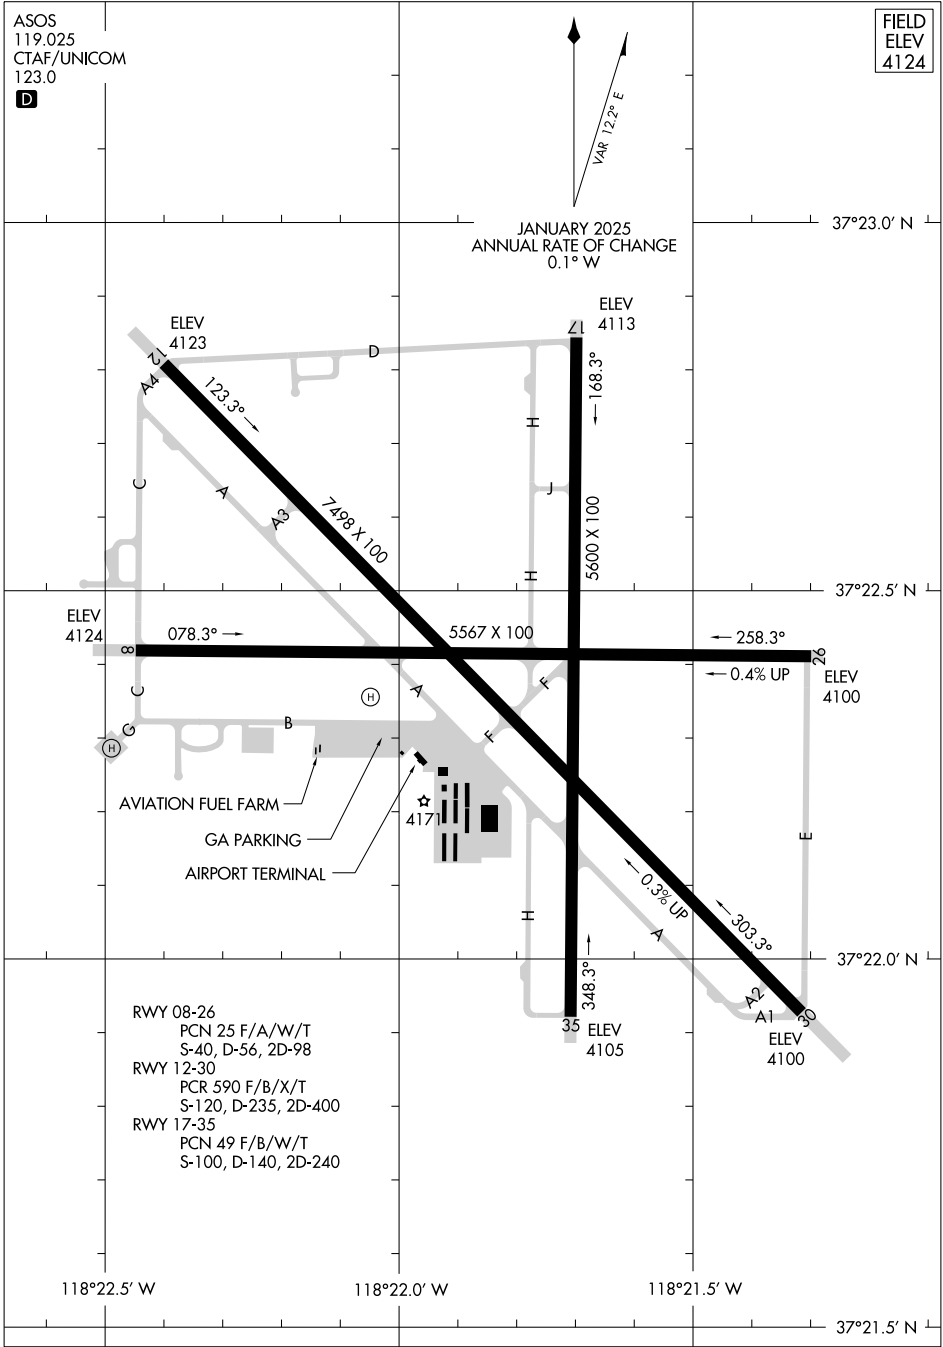 ASOS
119.025
CTAF/UNICOM
123.0
D
FIELD
ELEV
4124
VAR 12.2° E
JANUARY 2025
ANNUAL RATE OF CHANGE
0.1° W
37°23.0' N
ELEV
4113
17
ELEV
4123
12
D
A4
123.3°
168.3°
H
C
A
J
A3
7498 X 100
5600 X 100
H
37°22.5' N
ELEV
4124
8
078.3°
5567 X 100
258.3°
26
0.4% UP
ELEV
4100
F
C
A
H
B
G
F
H
AVIATION FUEL FARM
4171
GA PARKING
E
AIRPORT TERMINAL
0.3% UP
H
A
303.3°
37°22.0' N
348.3°
A2
A1
30
35
ELEV
4105
ELEV
4100
RWY 08-26
PCN 25 F/A/W/T
S-40, D-56, 2D-98
RWY 12-30
PCR 590 F/B/X/T
S-120, D-235, 2D-400
RWY 17-35
PCN 49 F/B/W/T
S-100, D-140, 2D-240
118°22.5' W
118°22.0' W
118°21.5' W
37°21.5' N